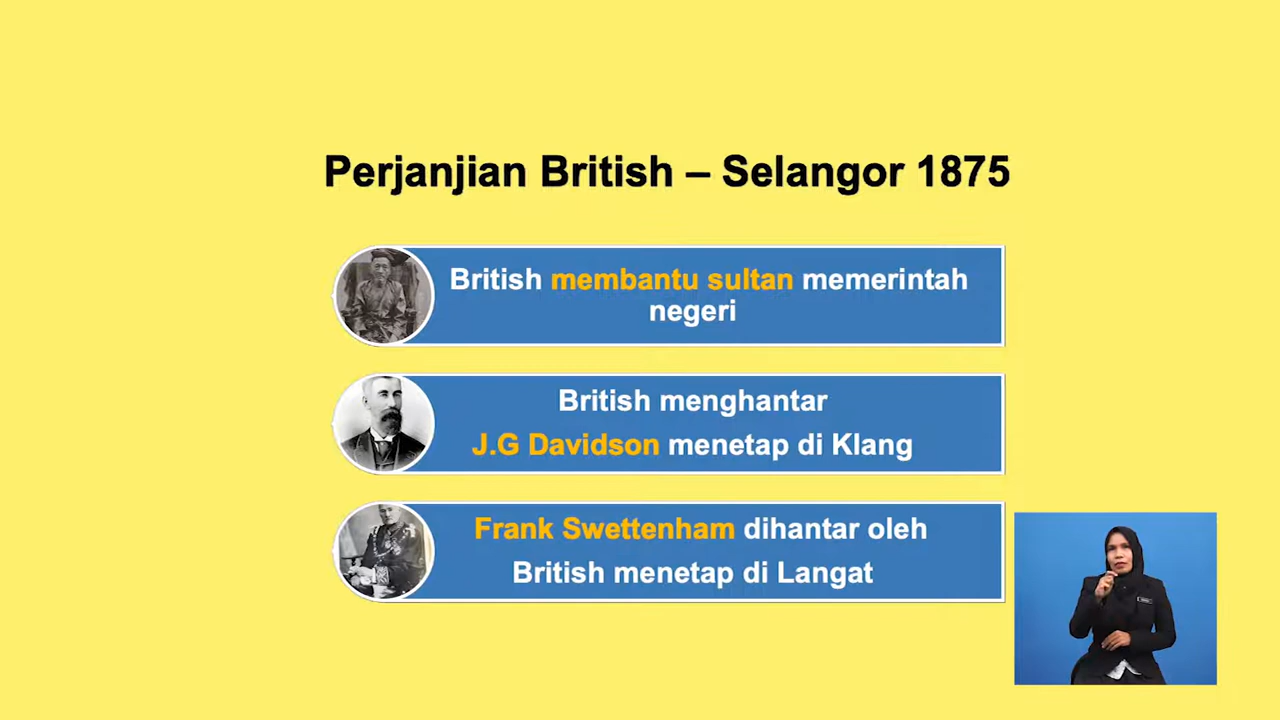 Perjanjian British – Selangor 1875
British membantu sultan memerintah
negeri
British menghantar
J.G Davidson menetap di Klang
Frank Swettenham dihantar oleh
British menetap di Langat